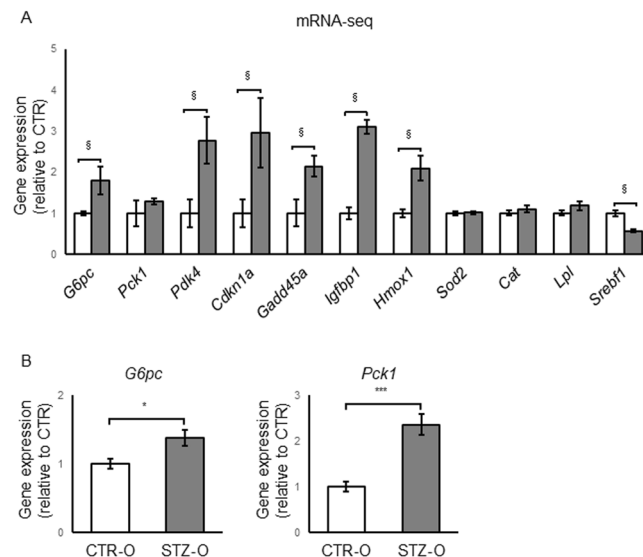 A
mRNA-seq
Gene expression
(relative to CTR)
5
4
3
2
1
0
§ § § § § § §
G6pc Pck1 Pdk4 Cdkn1a Gadd45a Igfbp1 Hmox1 Sod2 Cat Lpl Srebf1
B
G6pc
Gene expression
(relative to CTR)
2
1
0
*
CTR-O STZ-O
Pck1
Gene expression
(relative to CTR)
3
2
1
0
***
CTR-O STZ-O